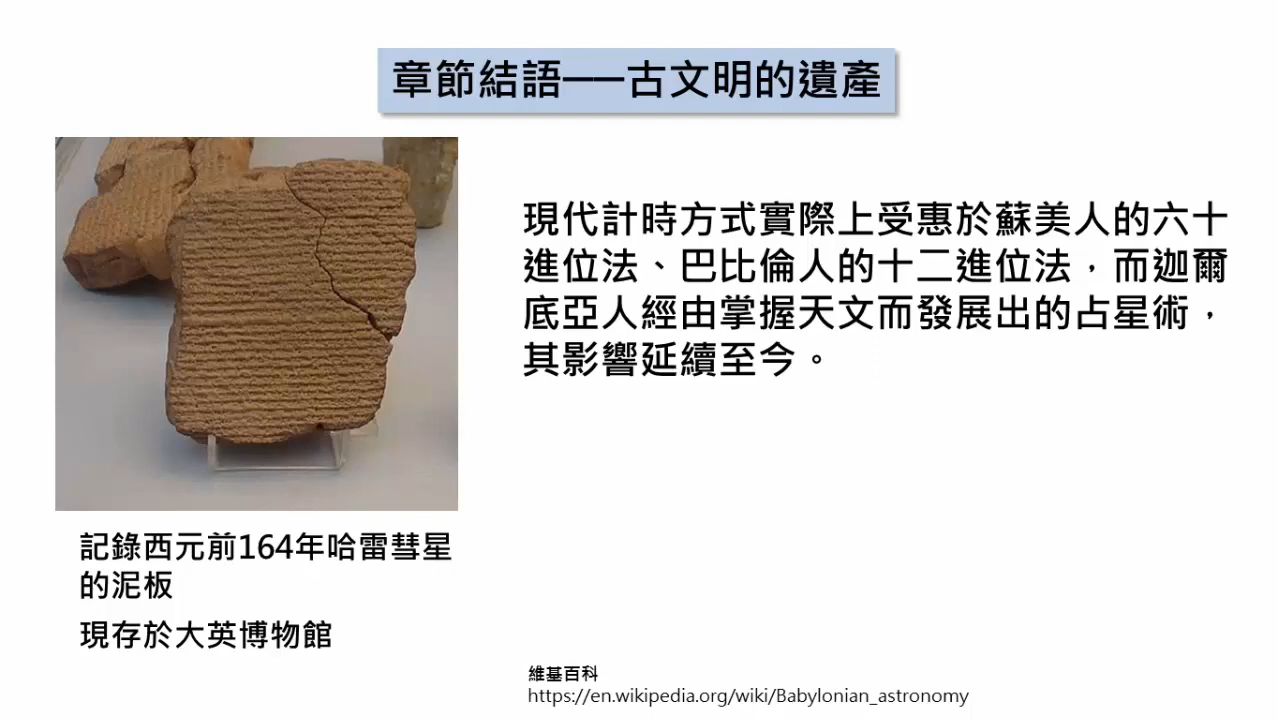 章節結語──古文明的遺產
現代計時方式實際上受惠於蘇美人的六十
進位法、巴比倫人的十二進位法，而迦爾
底亞人經由掌握天文而發展出的占星術，
其影響延續至今。
記錄西元前164年哈雷彗星
的泥板
現存於大英博物館
維基百科
https://en.wikipedia.org/wiki/Babylonian_astronomy